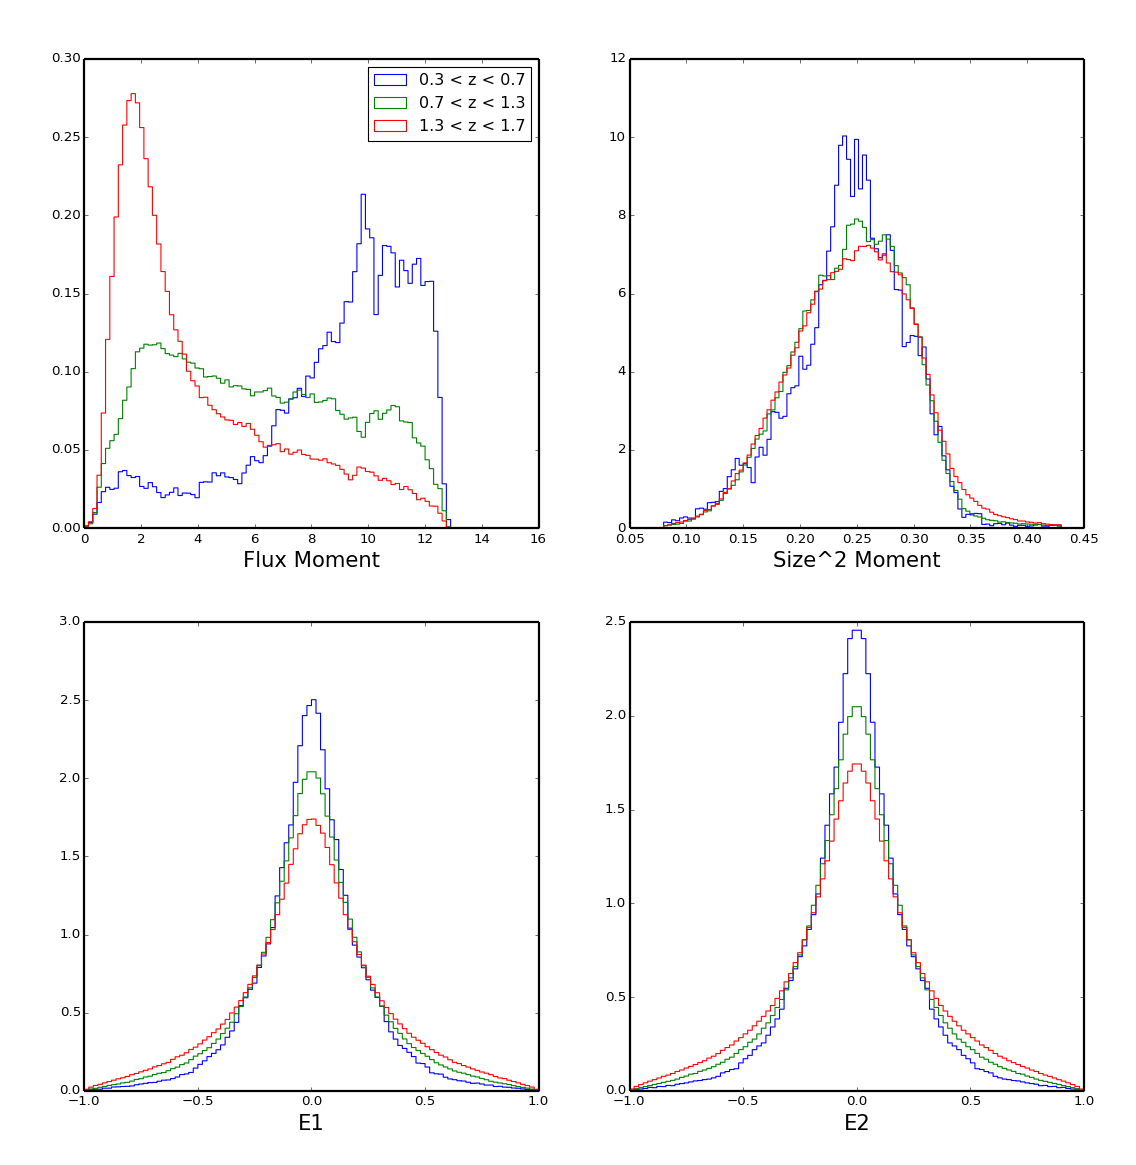 0.30
0.25
0.20
0.15
0.10
0.05
0.00
0 2 4 6 8 10 12 14 16
Flux Moment
0.3 < z < 0.7
0.7 < z < 1.3
1.3 < z < 1.7
12
10
8
6
4
2
0
0.05 0.10 0.15 0.20 0.25 0.30 0.35 0.40 0.45
Size^2 Moment
3.0
2.5
2.0
1.5
1.0
0.5
0.0
−1.0 −0.5 0.0 0.5 1.0
E1
2.5
2.0
1.5
1.0
0.5
0.0
−1.0 −0.5 0.0 0.5 1.0
E2